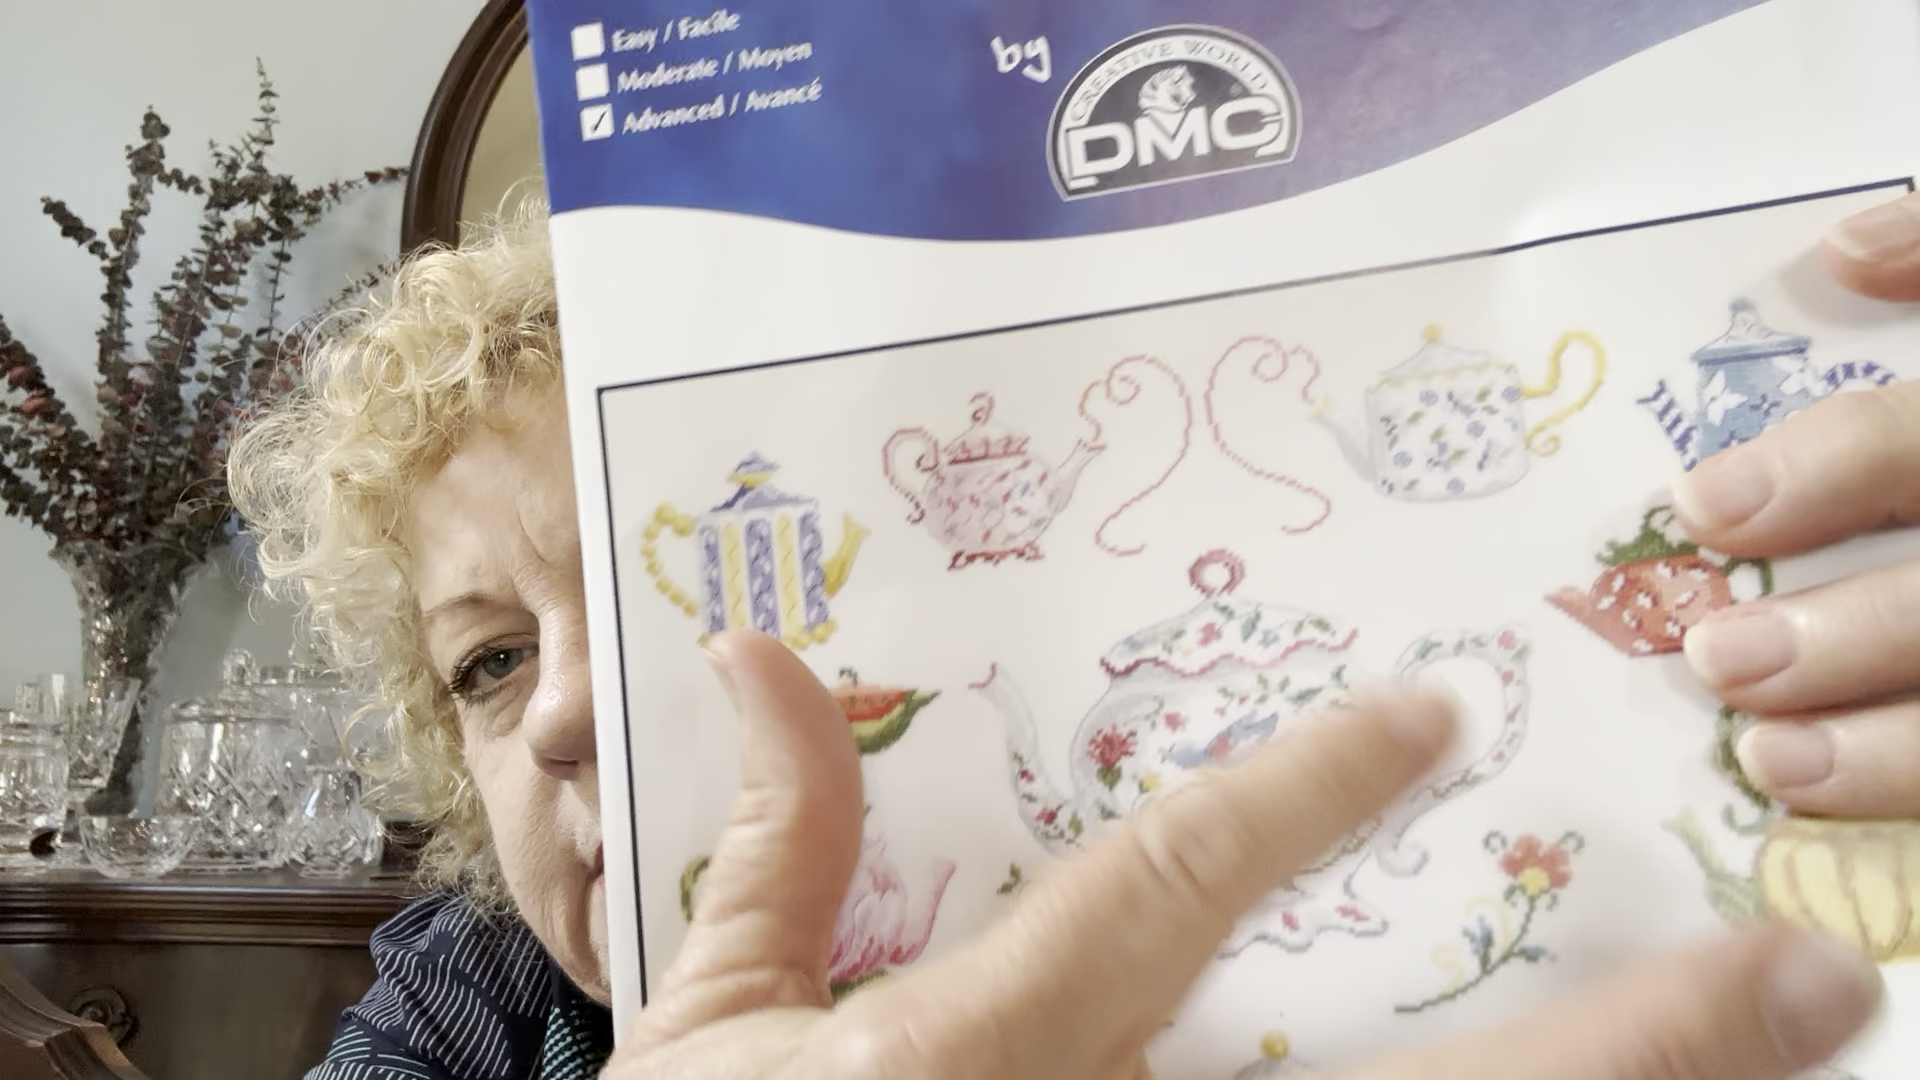 Easy / Facile
Moderate / Moyen
Advanced / Avancé
by
CREATIVE WORLD
DMC